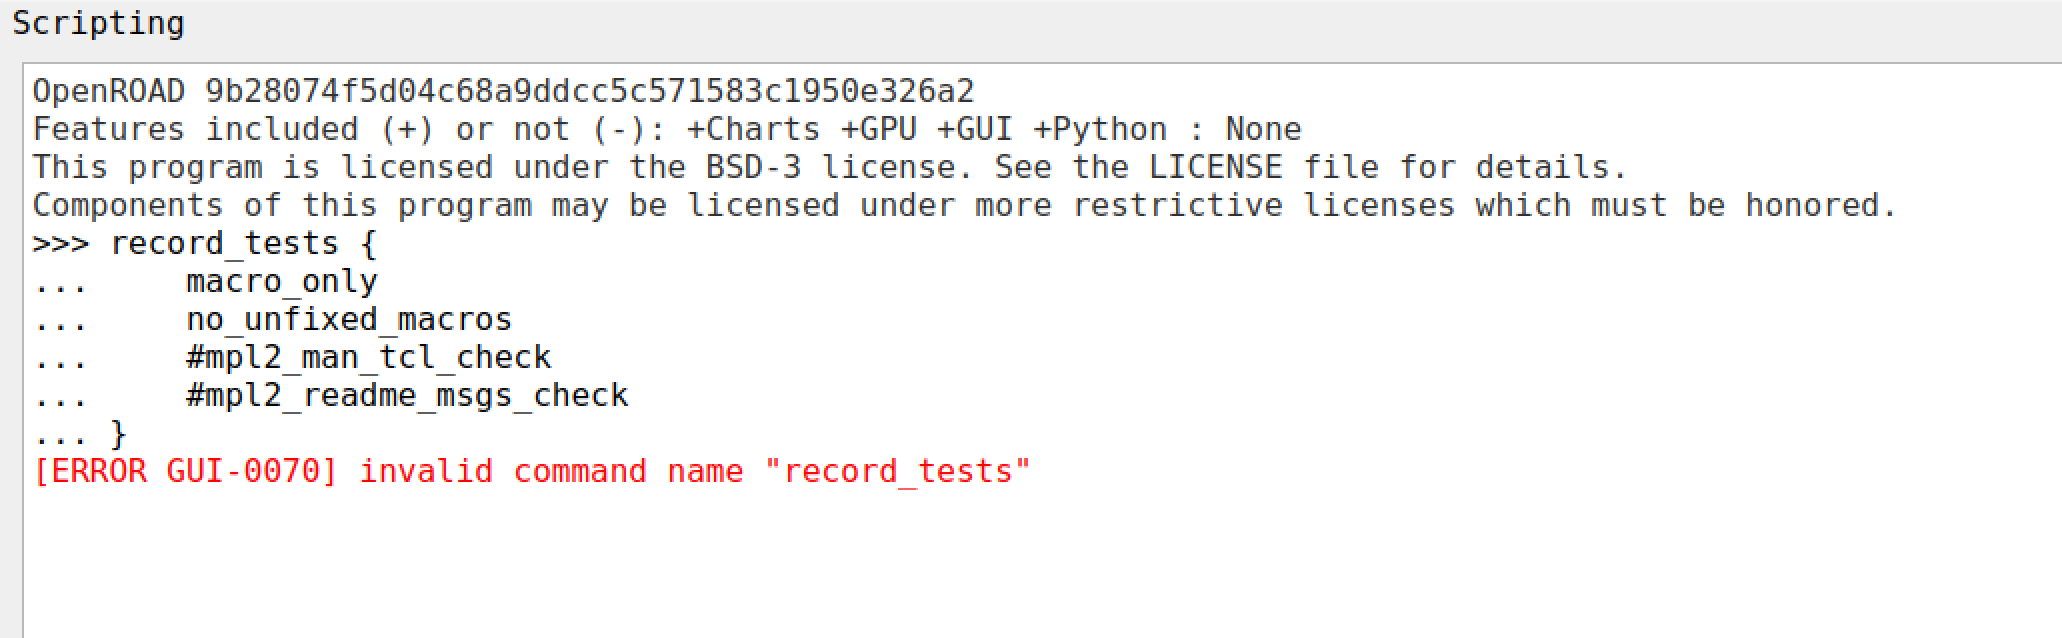 Scripting
OpenROAD 9b28074f5d04c68a9ddcc5c571583c1950e326a2
Features included (+) or not (-): +Charts +GPU +GUI +Python : None
This program is licensed under the BSD-3 license. See the LICENSE file for details.
Components of this program may be licensed under more restrictive licenses which must be honored.
>>> record_tests {
...     macro_only
...     no_unfixed_macros
...     #mpl2_man_tcl_check
...     #mpl2_readme_msgs_check
... }
[ERROR GUI-0070] invalid command name "record_tests"